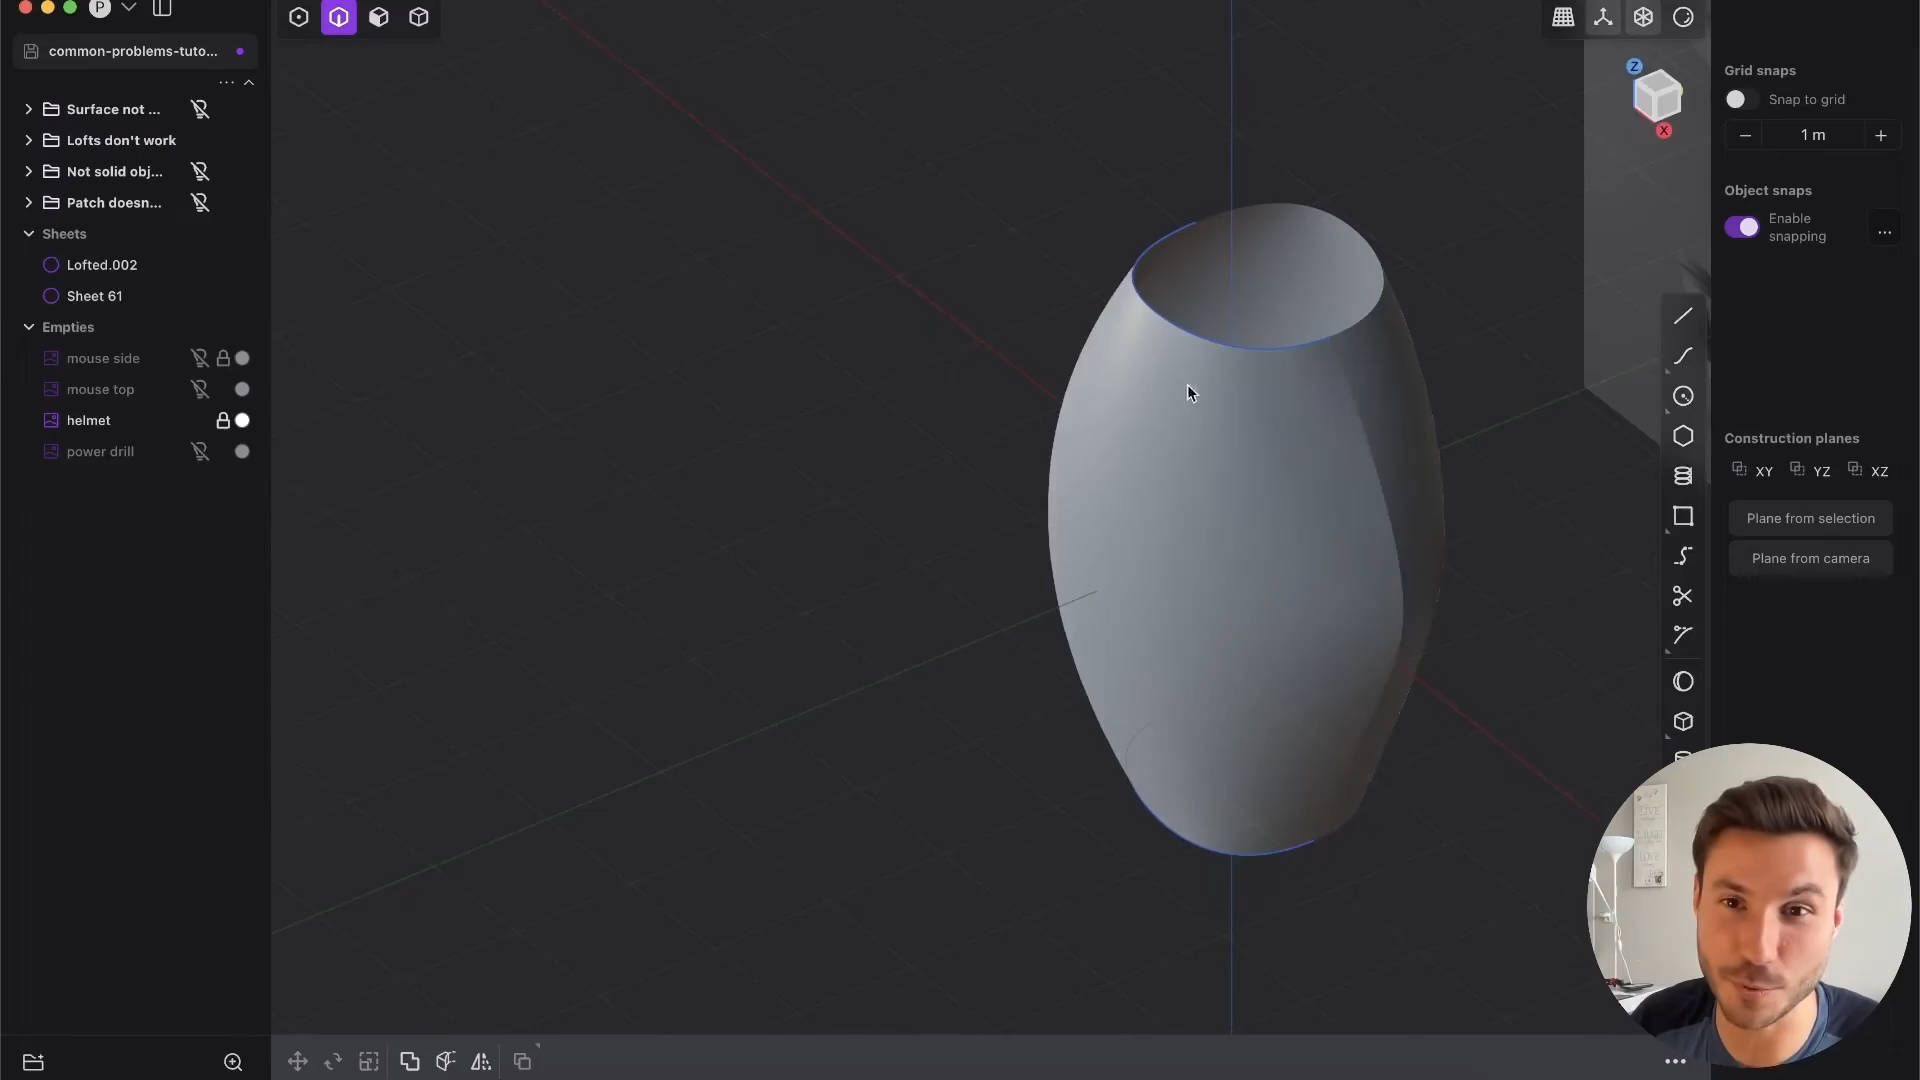 P
common-problems-tuto...
Surface not ...
Lofts don't work
Not solid obj...
Patch doesn...
Sheets
Lofted.002
Sheet 61
Empties
mouse side
mouse top
helmet
power drill
Z
X
Grid snaps
Snap to grid
1 m
Object snaps
Enable
snapping
Construction planes
XY YZ XZ
Plane from selection
Plane from camera
LIVE
LOVE